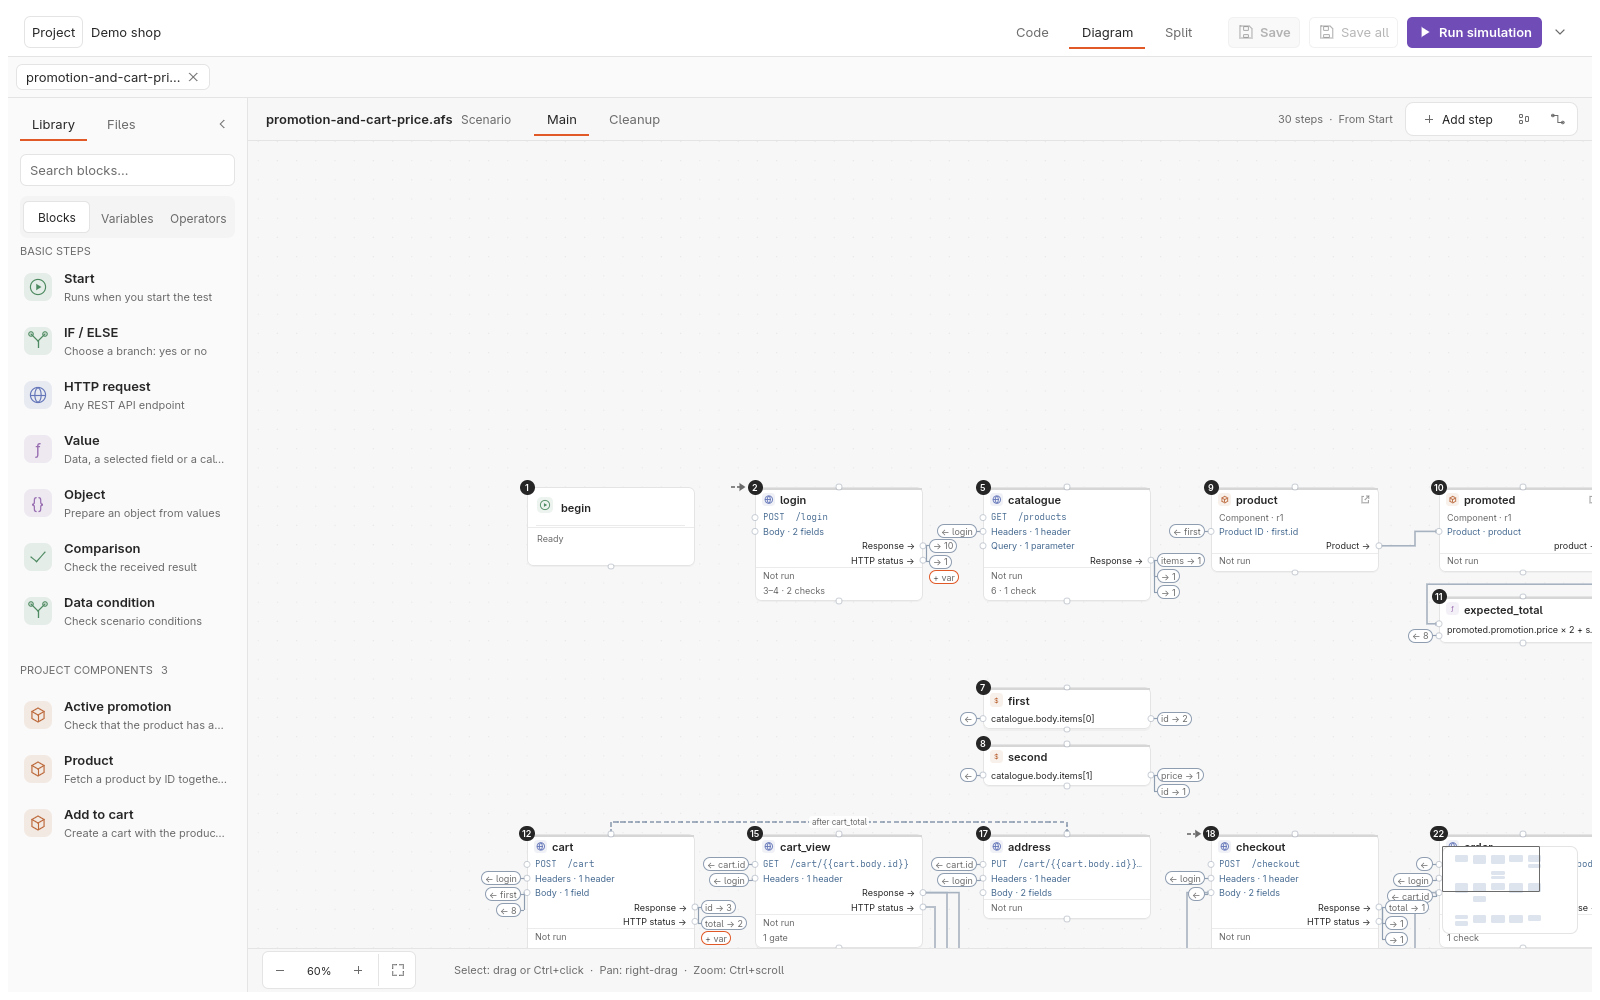 Project
Demo shop
Code
Diagram
Split
Save
Save all
Run simulation
promotion-and-cart-pri...
Library
Files
promotion-and-cart-price.afs
Scenario
Main
Cleanup
30 steps · From Start
+ Add step
Search blocks...
Blocks
Variables
Operators
BASIC STEPS
Start
Runs when you start the test
IF / ELSE
Choose a branch: yes or no
HTTP request
Any REST API endpoint
Value
Data, a selected field or a cal...
Object
Prepare an object from values
Comparison
Check the received result
Data condition
Check scenario conditions
PROJECT COMPONENTS 3
Active promotion
Check that the product has a...
Product
Fetch a product by ID togethe...
Add to cart
Create a cart with the produc...
1
begin
Ready
2
login
POST /login
Body · 2 fields
Response →
HTTP status →
→ 10
→ 1
+ var
Not run
3–4 · 2 checks
5
catalogue
GET /products
← login
Headers · 1 header
Query · 1 parameter
Response →
items → 1
→ 1
→ 1
Not run
6 · 1 check
9
product
Component · r1
← first
Product ID · first.id
Product →
Not run
10
promoted
Component · r1
Product · product
product
Not run
11
expected_total
← 8
promoted.promotion.price × 2 + s.
7
first
←
catalogue.body.items[0]
id → 2
8
second
←
catalogue.body.items[1]
price → 1
id → 1
after cart_total
12
cart
POST /cart
← login
Headers · 1 header
← first
Body · 1 field
← 8
Response →
HTTP status →
id → 3
total → 2
+ var
Not run
15
cart_view
← cart.id
GET /cart/{{cart.body.id}}
← login
Headers · 1 header
Response →
HTTP status →
Not run
1 gate
17
address
← cart.id
PUT /cart/{{cart.body.id}}...
← login
Headers · 1 header
Body · 2 fields
Not run
18
checkout
POST /checkout
← login
Headers · 1 header
←
Body · 2 fields
Response →
HTTP status →
total → 1
→ 1
→ 1
Not run
22
←
← login
← cart.id
1 check
− 60% +
Select: drag or Ctrl+click · Pan: right-drag · Zoom: Ctrl+scroll